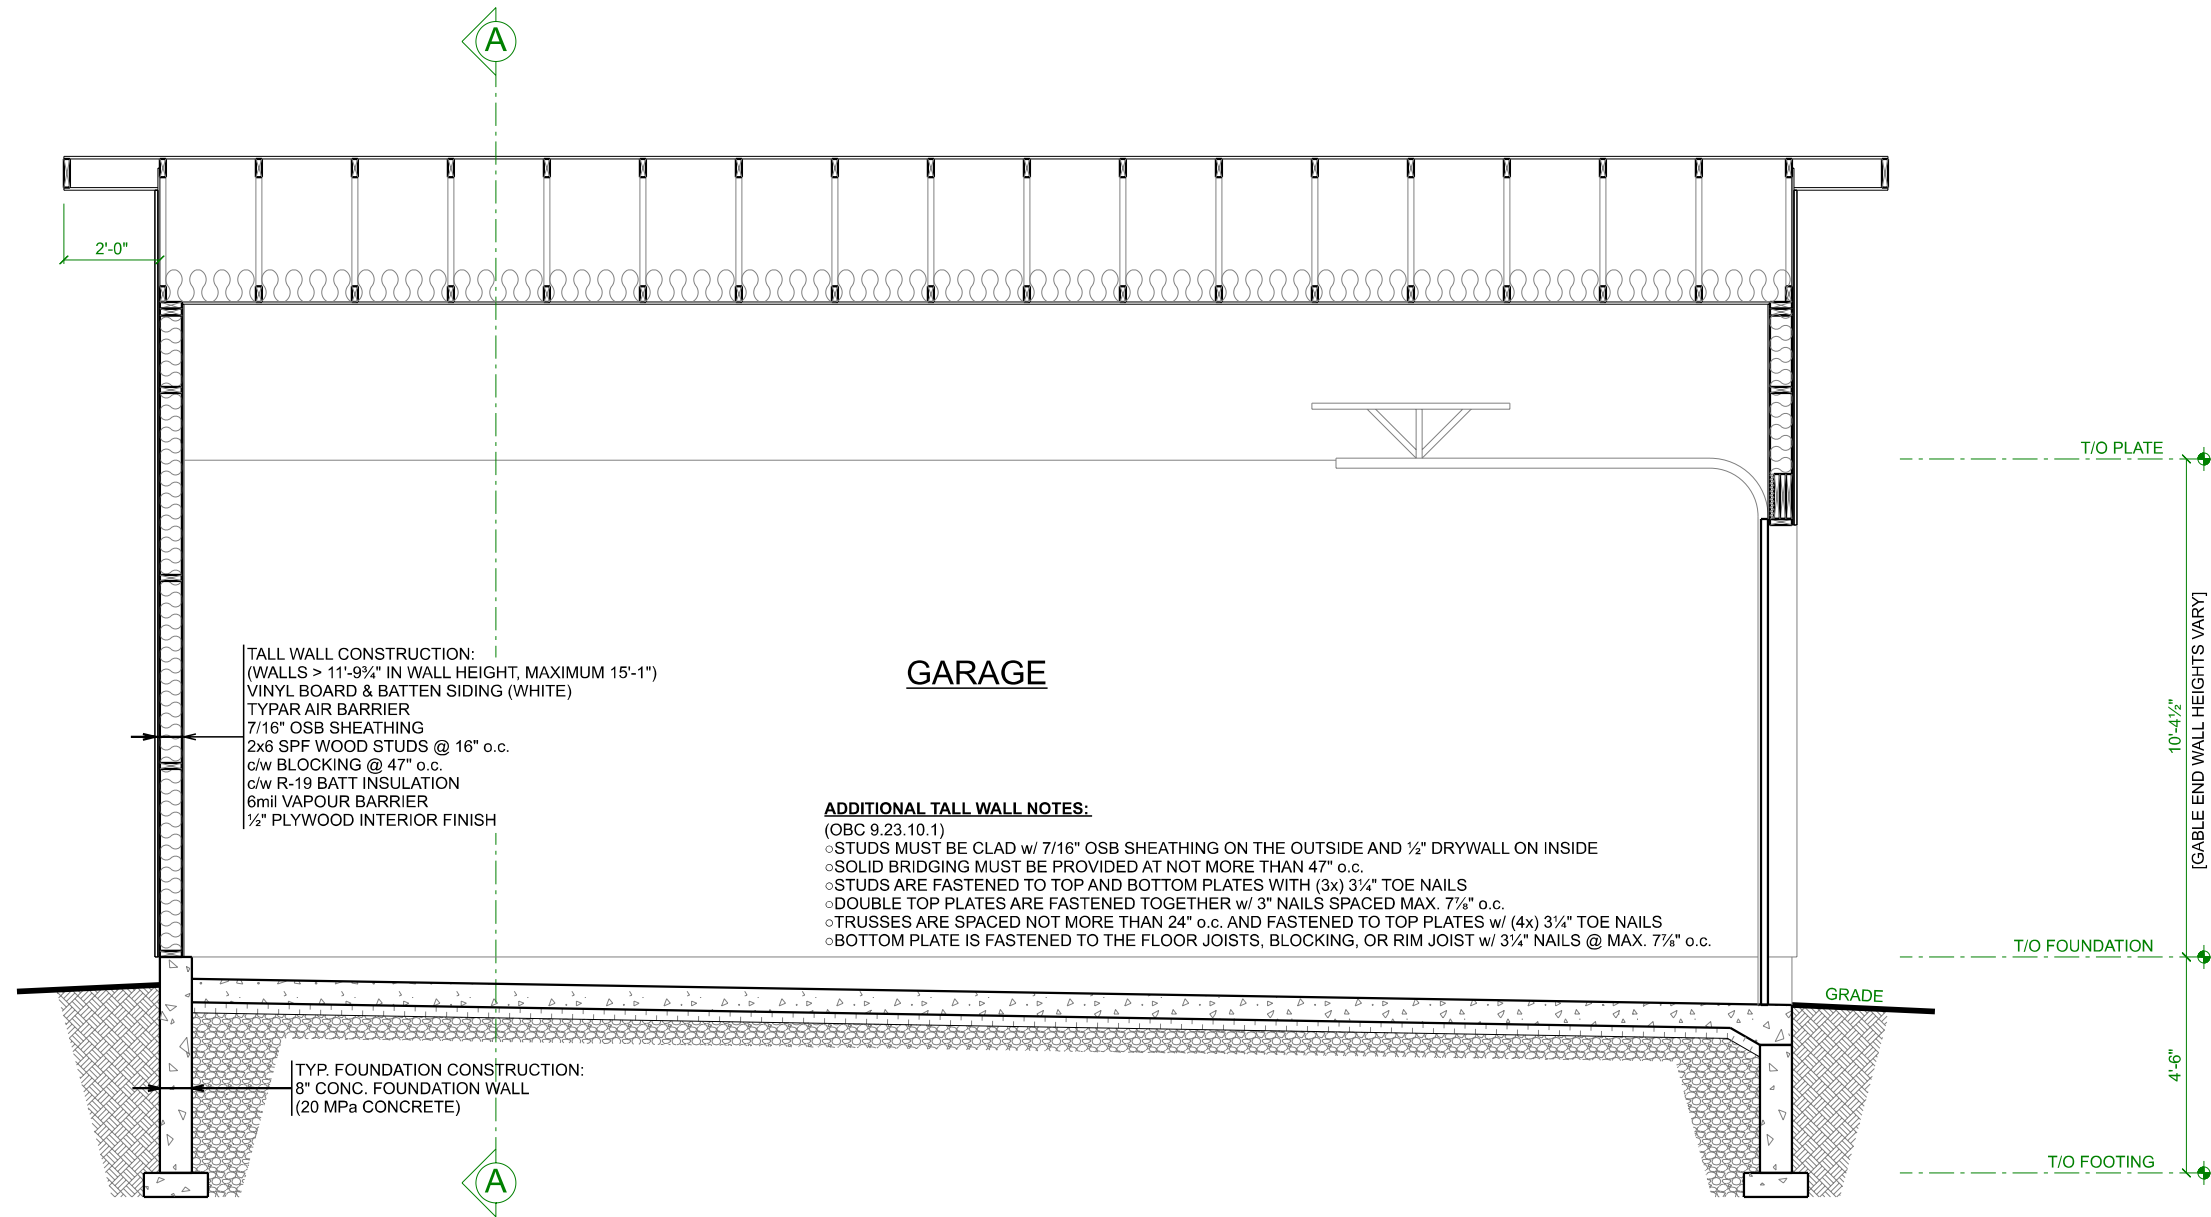 A
2'-0"
T/O PLATE
TALL WALL CONSTRUCTION:
(WALLS > 11'-9¾" IN WALL HEIGHT, MAXIMUM 15'-1")
VINYL BOARD & BATTEN SIDING (WHITE)
TYPAR AIR BARRIER
7/16" OSB SHEATHING
2x6 SPF WOOD STUDS @ 16" o.c.
c/w BLOCKING @ 47" o.c.
c/w R-19 BATT INSULATION
6mil VAPOUR BARRIER
½" PLYWOOD INTERIOR FINISH
GARAGE
10'-4½"
[GABLE END WALL HEIGHTS VARY]
ADDITIONAL TALL WALL NOTES:
(OBC 9.23.10.1)
○STUDS MUST BE CLAD w/ 7/16" OSB SHEATHING ON THE OUTSIDE AND ½" DRYWALL ON INSIDE
○SOLID BRIDGING MUST BE PROVIDED AT NOT MORE THAN 47" o.c.
○STUDS ARE FASTENED TO TOP AND BOTTOM PLATES WITH (3x) 3¼" TOE NAILS
○DOUBLE TOP PLATES ARE FASTENED TOGETHER w/ 3" NAILS SPACED MAX. 7⅞" o.c.
○TRUSSES ARE SPACED NOT MORE THAN 24" o.c. AND FASTENED TO TOP PLATES w/ (4x) 3¼" TOE NAILS
○BOTTOM PLATE IS FASTENED TO THE FLOOR JOISTS, BLOCKING, OR RIM JOIST w/ 3¼" NAILS @ MAX. 7⅞" o.c.
T/O FOUNDATION
GRADE
TYP. FOUNDATION CONSTRUCTION:
8" CONC. FOUNDATION WALL
(20 MPa CONCRETE)
4'-6"
T/O FOOTING
A